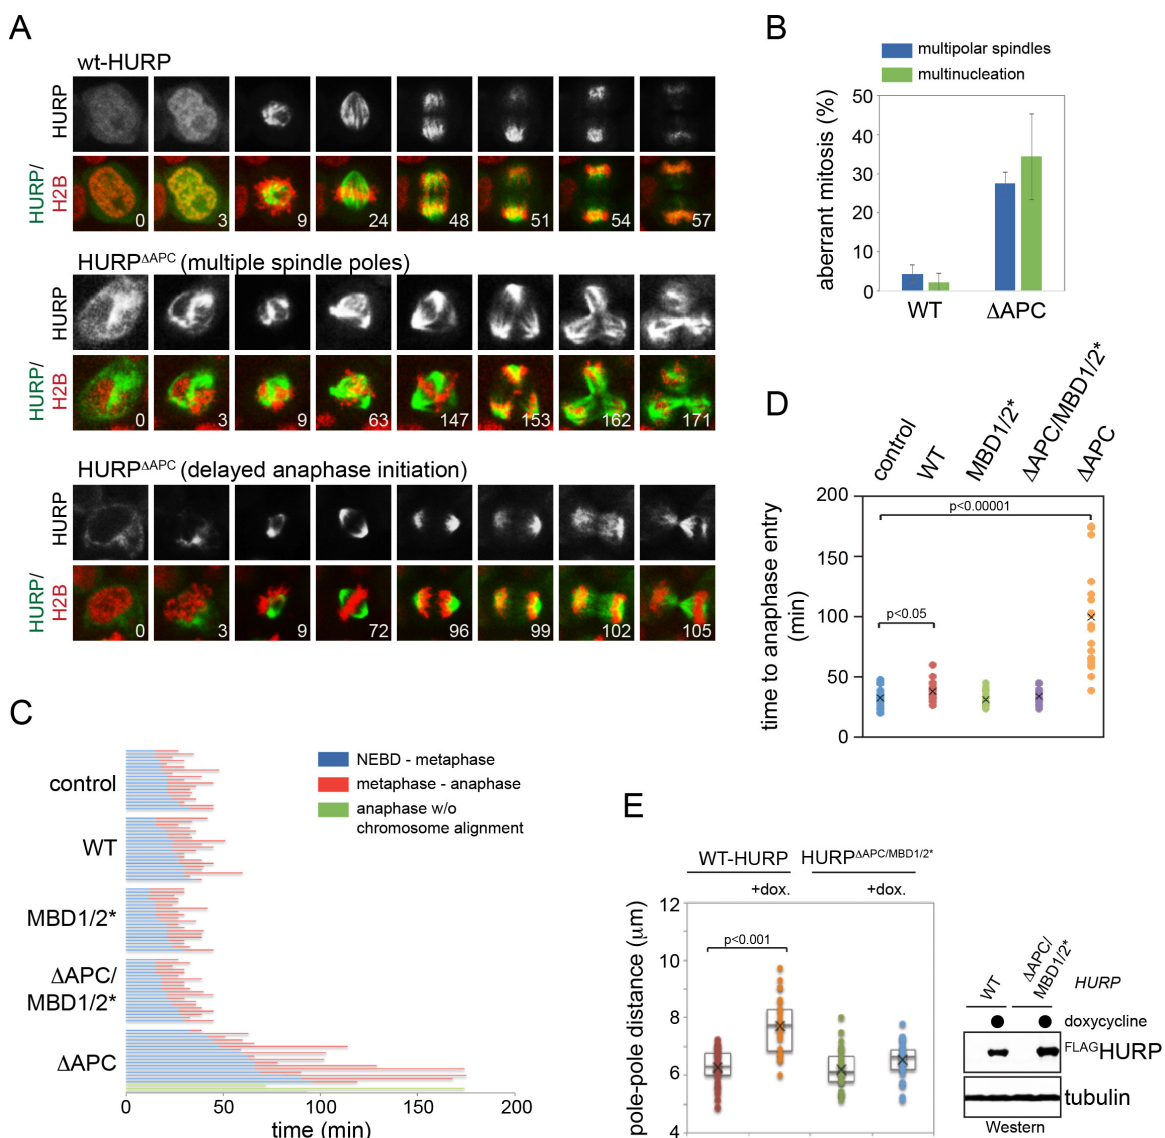 A
wt-HURP
HURP
HURP/
H2B
0 3 9 24 48 51 54 57
HURPΔAPC (multiple spindle poles)
HURP
HURP/
H2B
0 3 9 63 147 153 162 171
HURPΔAPC (delayed anaphase initiation)
HURP
HURP/
H2B
0 3 9 72 96 99 102 105
B
multipolar spindles
multinucleation
aberrant mitosis (%)
50
40
30
20
10
0
WT ΔAPC
C
control
WT
MBD1/2*
ΔAPC/
MBD1/2*
ΔAPC
NEBD - metaphase
metaphase - anaphase
anaphase w/o
chromosome alignment
0 50 100 150 200
time (min)
D
control
WT
MBD1/2*
ΔAPC/MBD1/2*
ΔAPC
time to anaphase entry
(min)
200
150
100
50
0
p<0.00001
p<0.05
E
WT-HURP HURPΔAPC/MBD1/2*
+dox. +dox.
pole-pole distance (μm)
12
10
8
6
4
p<0.001
WT
ΔAPC/
MBD1/2*
HURP
doxycycline
FLAGHURP
tubulin
Western